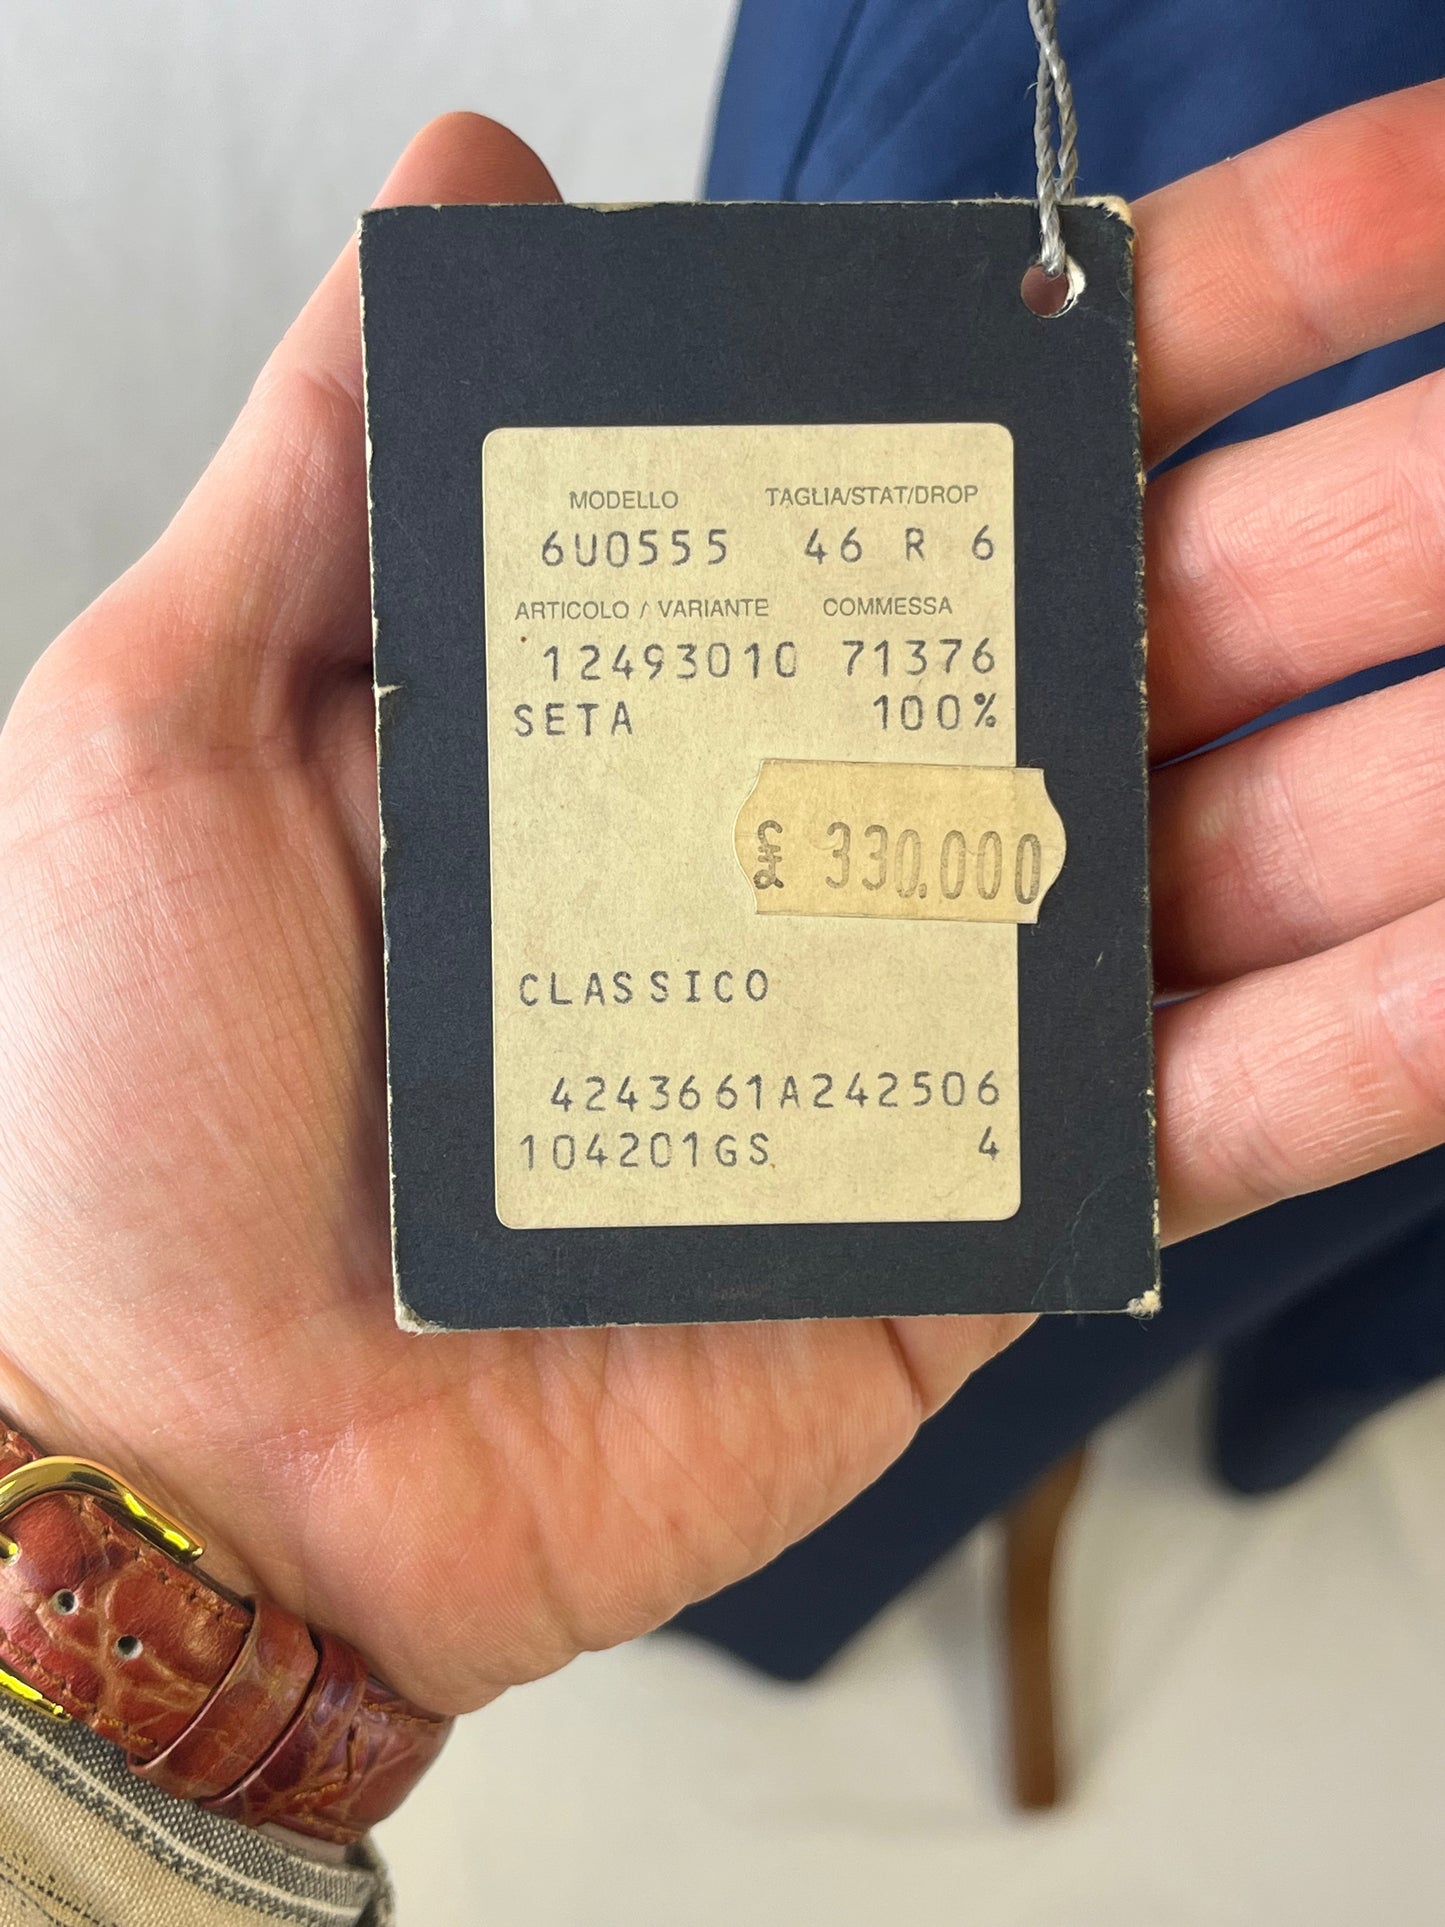 MODELLO TAGLIA/STAT/DROP
6U0555 46 R 6
ARTICOLO / VARIANTE COMMESSA
12493010 71376
SETA 100%
£ 330.000
CLASSICO
4243661A242506
104201GS 4